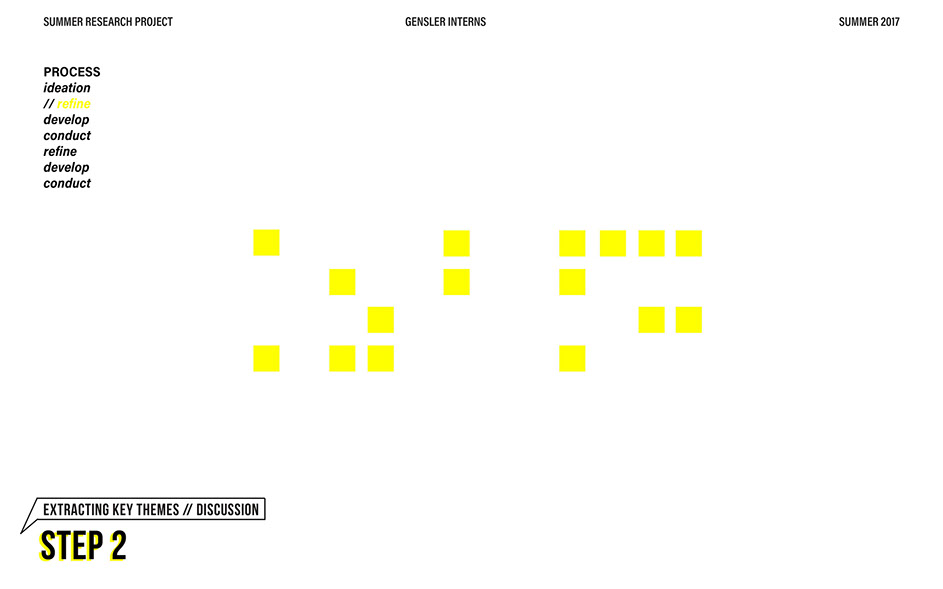 SUMMER RESEARCH PROJECT
GENSLER INTERNS
SUMMER 2017
PROCESS
ideation
// refine
develop
conduct
refine
develop
conduct
EXTRACTING KEY THEMES // DISCUSSION
STEP 2